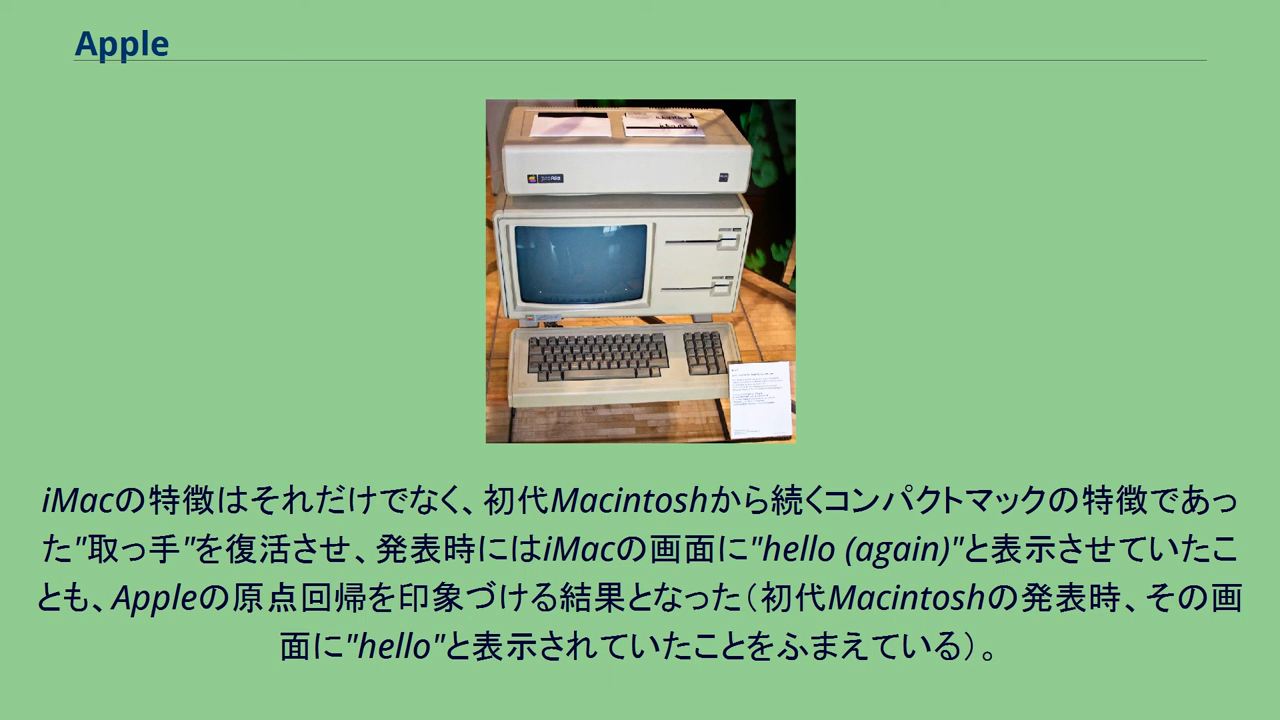 Apple
iMacの特徴はそれだけでなく、初代Macintoshから続くコンパクトマックの特徴であっ
た"取っ手"を復活させ、発表時にはiMacの画面に"hello (again)"と表示させていたこ
とも、Appleの原点回帰を印象づける結果となった（初代Macintoshの発表時、その画
面に"hello"と表示されていたことをふまえている）。